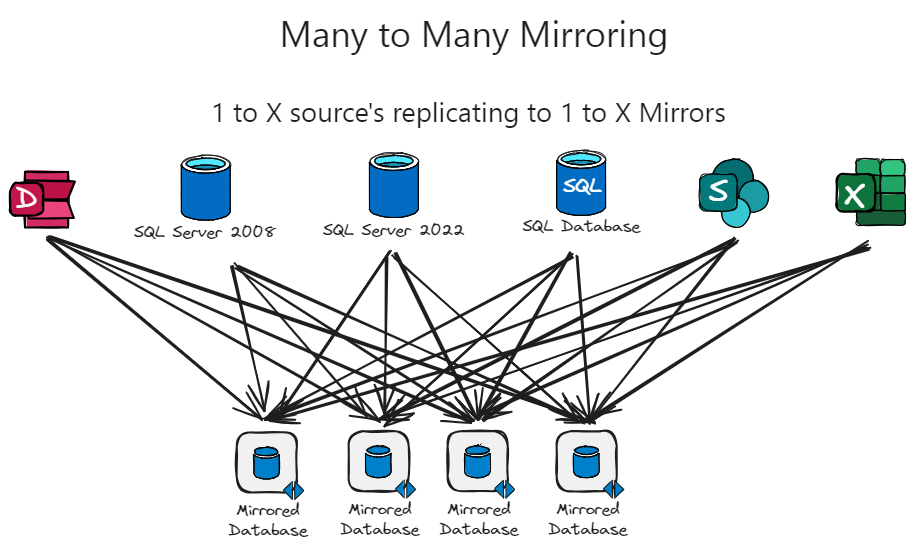 Many to Many Mirroring
1 to X source's replicating to 1 to X Mirrors
D
SQL
S
X
SQL Server 2008
SQL Server 2022
SQL Database
Mirrored
Database
Mirrored
Database
Mirrored
Database
Mirrored
Database